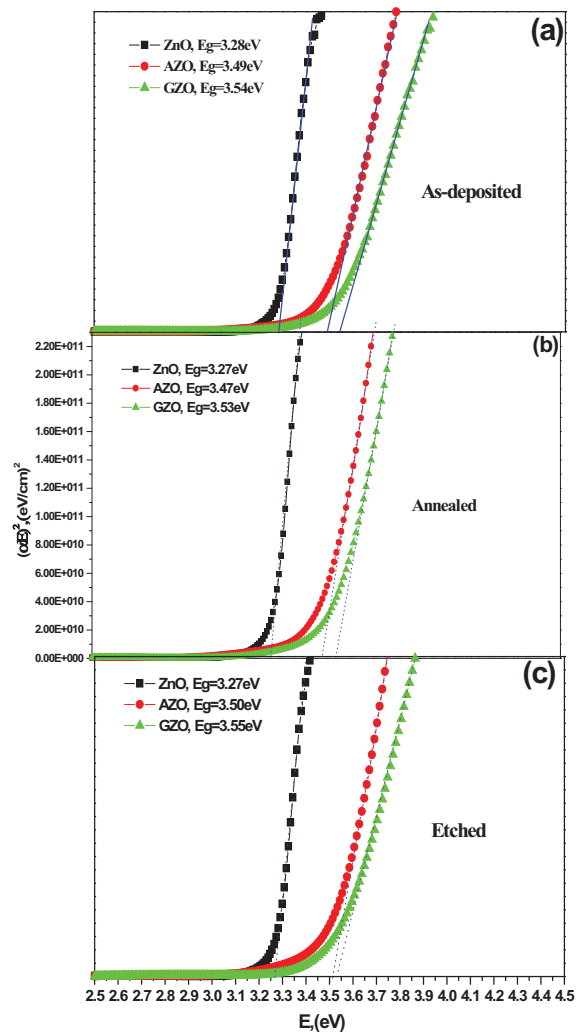 (a)
ZnO, Eg=3.28eV
AZO, Eg=3.49eV
GZO, Eg=3.54eV
As-deposited
(b)
2.20E+011
2.00E+011
1.80E+011
1.60E+011
1.40E+011
1.20E+011
1.00E+011
8.00E+010
6.00E+010
4.00E+010
2.00E+010
0.00E+000
ZnO, Eg=3.27eV
AZO, Eg=3.47eV
GZO, Eg=3.53eV
Annealed
,(eV/cm)²
(c)
ZnO, Eg=3.27eV
AZO, Eg=3.50eV
GZO, Eg=3.55eV
Etched
2.5 2.6 2.7 2.8 2.9 3.0 3.1 3.2 3.3 3.4 3.5 3.6 3.7 3.8 3.9 4.0 4.1 4.2 4.3 4.4 4.5
E,(eV)